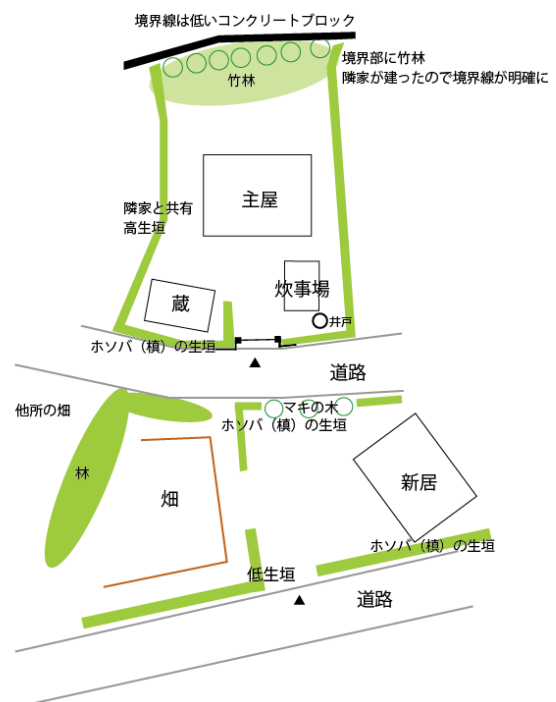 境界線は低いコンクリートブロック
境界部に竹林
隣家が建ったので境界線が明確に
竹林
主屋
隣家と共有
高生垣
蔵
炊事場
井戸
ホソバ（槙）の生垣
▲
道路
他所の畑
マキの木
ホソバ（槙）の生垣
林
畑
新居
ホソバ（槙）の生垣
低生垣
▲
道路